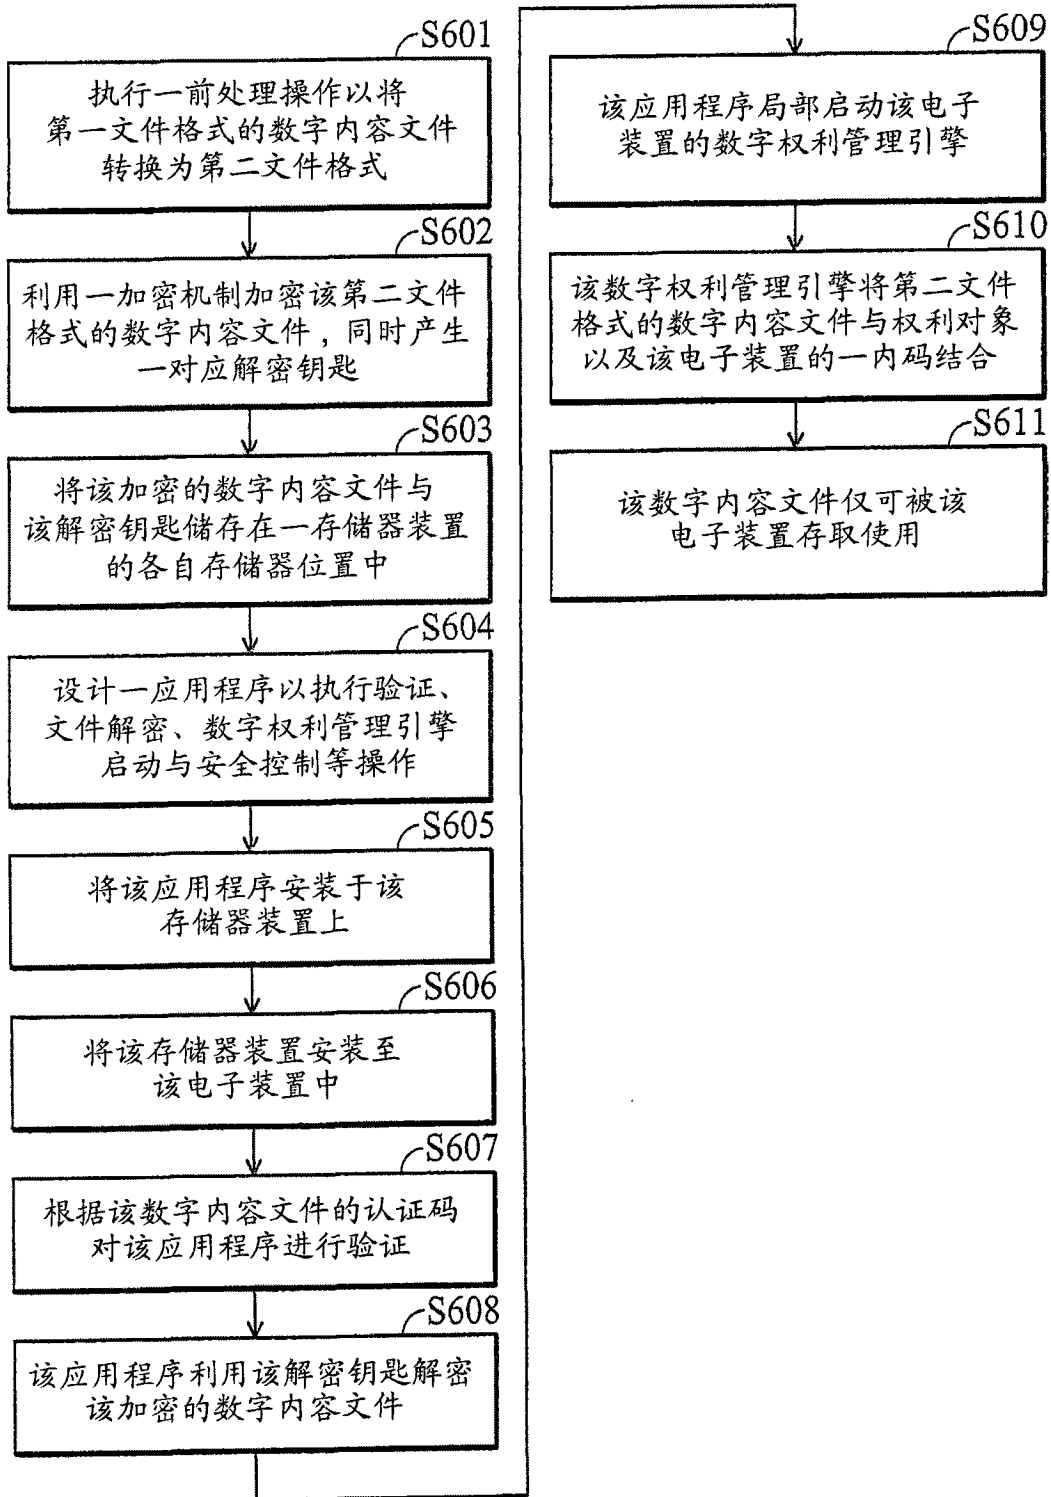 S601
执行一前处理操作以将
第一文件格式的数字内容文件
转换为第二文件格式
S602
利用一加密机制加密该第二文件
格式的数字内容文件，同时产生
一对应解密钥匙
S603
将该加密的数字内容文件与
该解密钥匙储存在一存储器装置
的各自存储器位置中
S604
设计一应用程序以执行验证、
文件解密、数字权利管理引擎
启动与安全控制等操作
S605
将该应用程序安装于该
存储器装置上
S606
将该存储器装置安装至
该电子装置中
S607
根据该数字内容文件的认证码
对该应用程序进行验证
S608
该应用程序利用该解密钥匙解密
该加密的数字内容文件
S609
该应用程序局部启动该电子
装置的数字权利管理引擎
S610
该数字权利管理引擎将第二文件
格式的数字内容文件与权利对象
以及该电子装置的一内码结合
S611
该数字内容文件仅可被该
电子装置存取使用